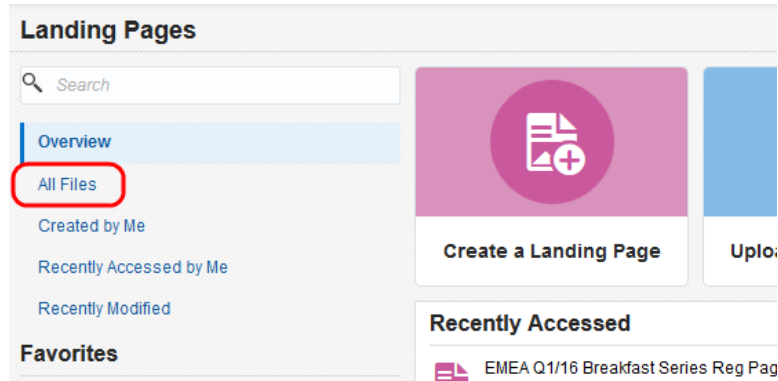 Landing Pages
Search
Overview
All Files
Created by Me
Recently Accessed by Me
Recently Modified
Favorites
Create a Landing Page
Recently Accessed
EMEA Q1/16 Breakfast Series Reg